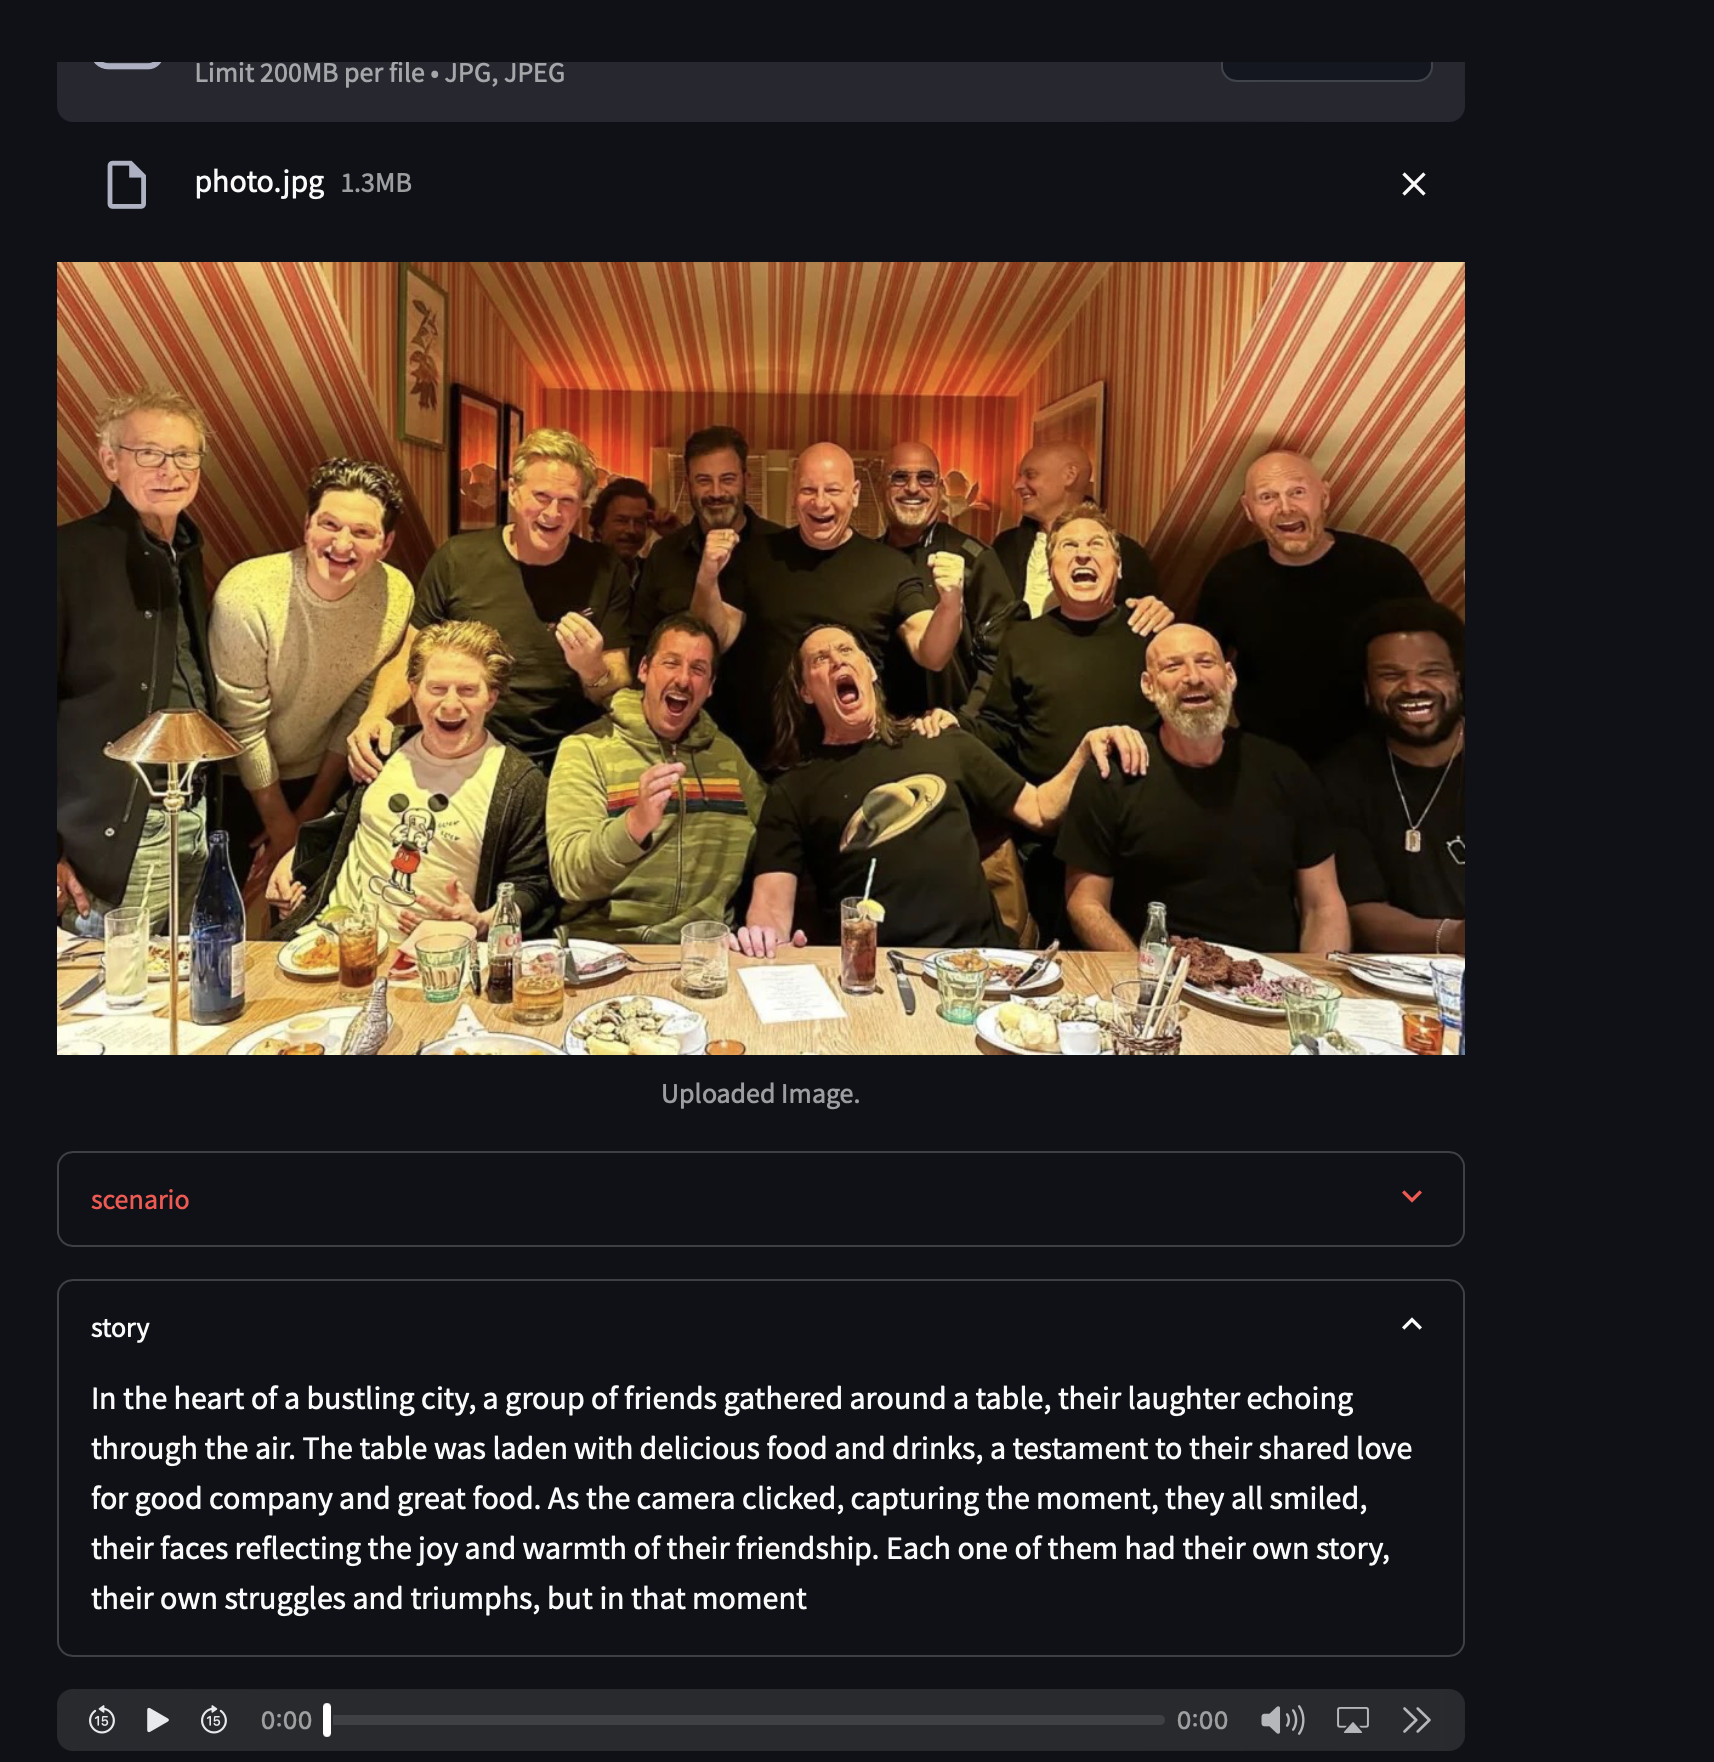 Limit 200MB per file • JPG, JPEG
photo.jpg 1.3MB
Uploaded Image.
scenario
story
In the heart of a bustling city, a group of friends gathered around a table, their laughter echoing
through the air. The table was laden with delicious food and drinks, a testament to their shared love
for good company and great food. As the camera clicked, capturing the moment, they all smiled,
their faces reflecting the joy and warmth of their friendship. Each one of them had their own story,
their own struggles and triumphs, but in that moment
15 15 0:00 0:00